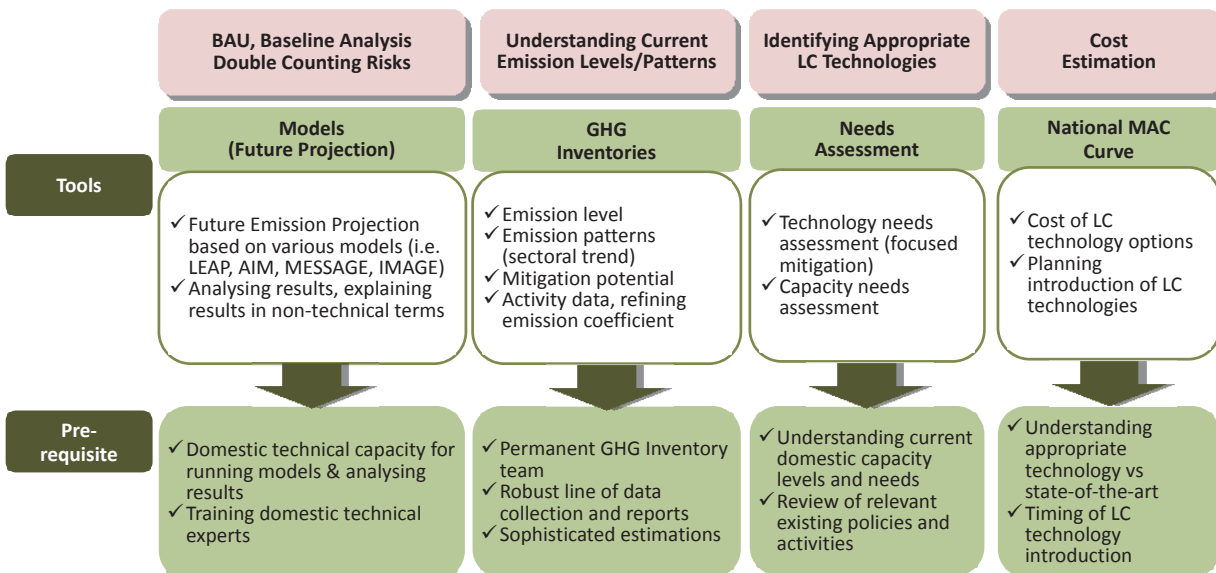 BAU, Baseline Analysis
Double Counting Risks
Understanding Current
Emission Levels/Patterns
Identifying Appropriate
LC Technologies
Cost
Estimation
Models
(Future Projection)
GHG
Inventories
Needs
Assessment
National MAC
Curve
Tools
✓ Future Emission Projection
based on various models (i.e.
LEAP, AIM, MESSAGE, IMAGE)
✓ Analysing results, explaining
results in non-technical terms
✓ Emission level
✓ Emission patterns
(sectoral trend)
✓ Mitigation potential
✓ Activity data, refining
emission coefficient
✓ Technology needs
assessment (focused
mitigation)
✓ Capacity needs
assessment
✓ Cost of LC
technology options
✓ Planning
introduction of LC
technologies
Pre-
requisite
✓ Domestic technical capacity for
running models & analysing
results
✓ Training domestic technical
experts
✓ Permanent GHG Inventory
team
✓ Robust line of data
collection and reports
✓ Sophisticated estimations
✓ Understanding current
domestic capacity
levels and needs
✓ Review of relevant
existing policies and
activities
✓ Understanding
appropriate
technology vs
state-of-the-art
✓ Timing of LC
technology
introduction